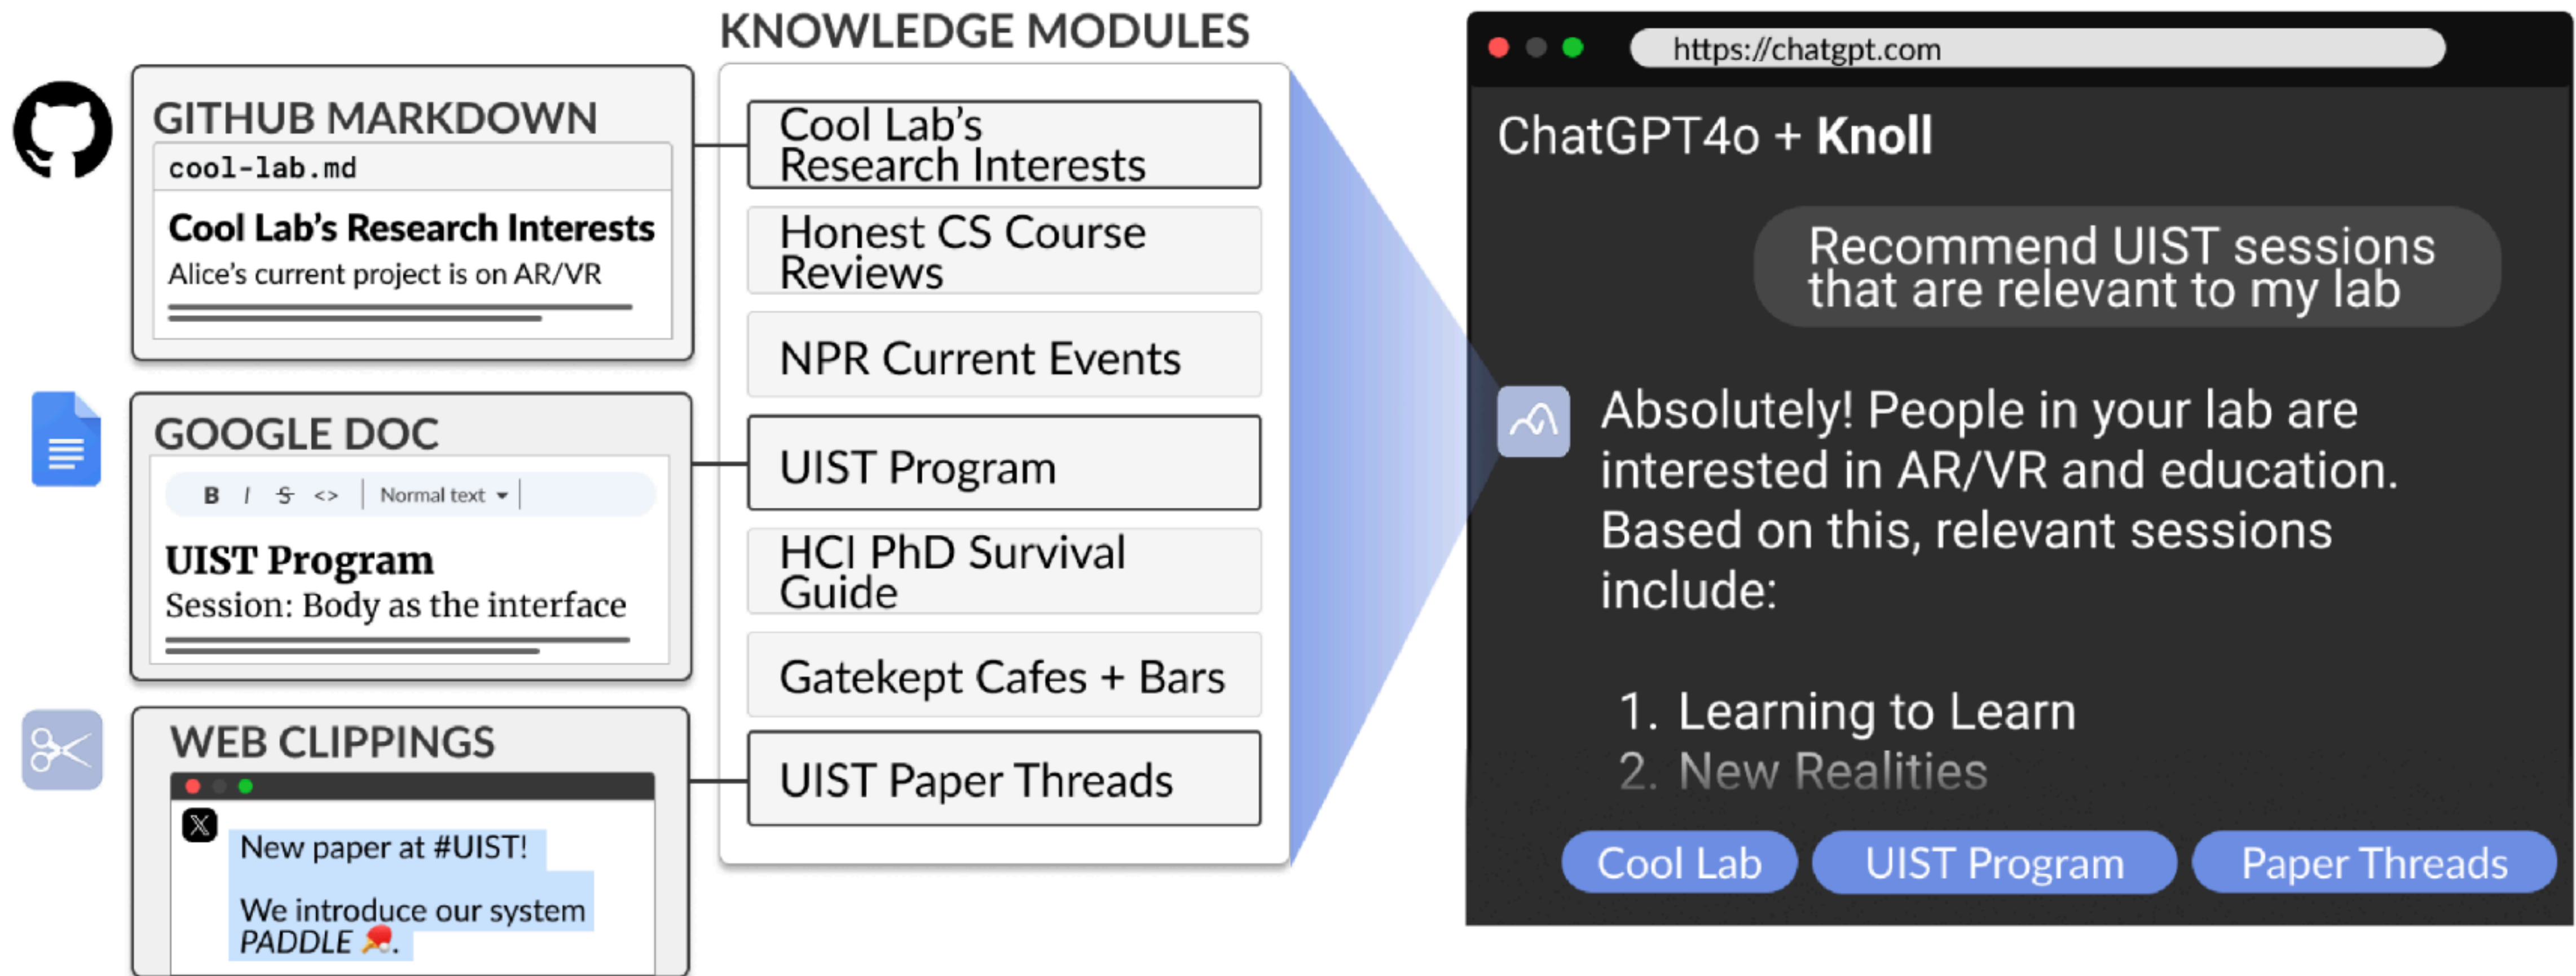 GITHUB MARKDOWN
cool-lab.md
Cool Lab's Research Interests
Alice's current project is on AR/VR
GOOGLE DOC
B I S <> Normal text
UIST Program
Session: Body as the interface
WEB CLIPPINGS
X
New paper at #UIST!
We introduce our system
PADDLE 🏓.
KNOWLEDGE MODULES
Cool Lab's
Research Interests
Honest CS Course
Reviews
NPR Current Events
UIST Program
HCI PhD Survival
Guide
Gatekept Cafes + Bars
UIST Paper Threads
https://chatgpt.com
ChatGPT4o + Knoll
Recommend UIST sessions
that are relevant to my lab
Absolutely! People in your lab are
interested in AR/VR and education.
Based on this, relevant sessions
include:
1. Learning to Learn
2. New Realities
Cool Lab
UIST Program
Paper Threads